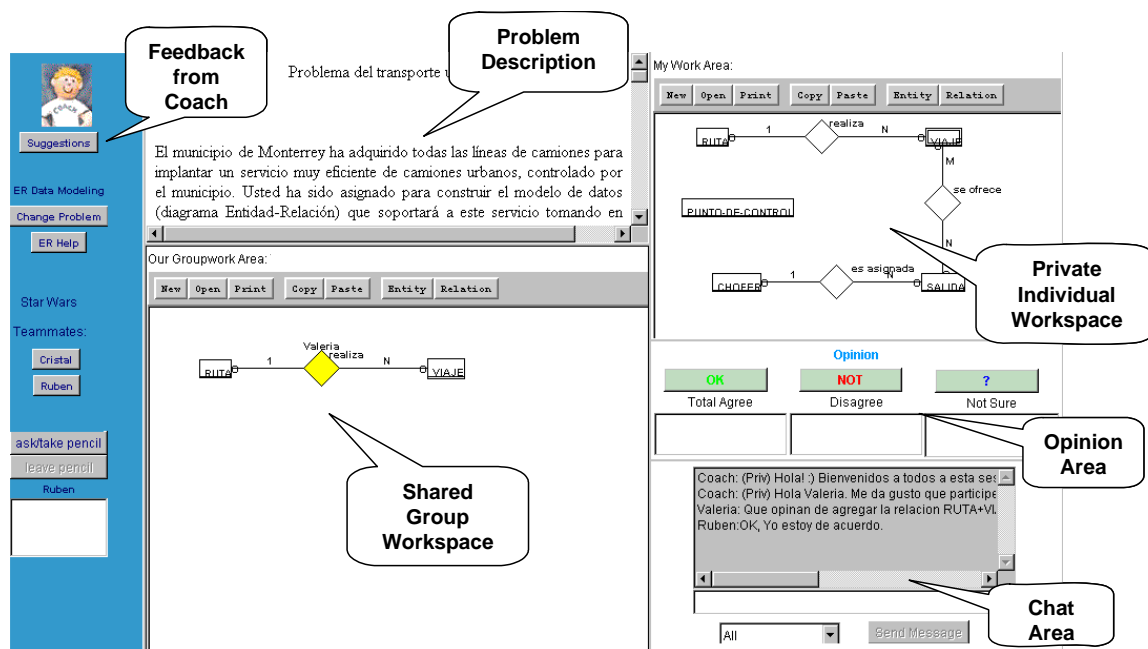 Feedback
from
Coach
COACH
Suggestions
ER Data Modeling
Change Problem
ER Help
Star Wars
Teammates:
Cristal
Ruben
ask/take pencil
leave pencil
Ruben
Problem
Description
Problema del transporte
El municipio de Monterrey ha adquirido todas las líneas de camiones para
implantar un servicio muy eficiente de camiones urbanos, controlado por
el municipio. Usted ha sido asignado para construir el modelo de datos
(diagrama Entidad-Relación) que soportará a este servicio tomando en
Our Groupwork Area:
New Open Print Copy Paste Entity Relation
Valeria
realiza
RUTA 1 N VIAJE
Shared
Group
Workspace
My Work Area:
New Open Print Copy Paste Entity Relation
realiza
RUTA 1 N VIAJE
M
se ofrece
PUNTO-DE-CONTROL
N
es asignada
CHOFER 1 N SALIDA
Private
Individual
Workspace
Opinion
OK NOT ?
Total Agree Disagree Not Sure
Opinion
Area
Coach: (Priv) Hola! :) Bienvenidos a todos a esta
Coach: (Priv) Hola Valeria. Me da gusto que participe
Valeria: Que opinan de agregar la relacion RUTA+VI
Ruben:OK, Yo estoy de acuerdo.
Chat
Area
All Send Message